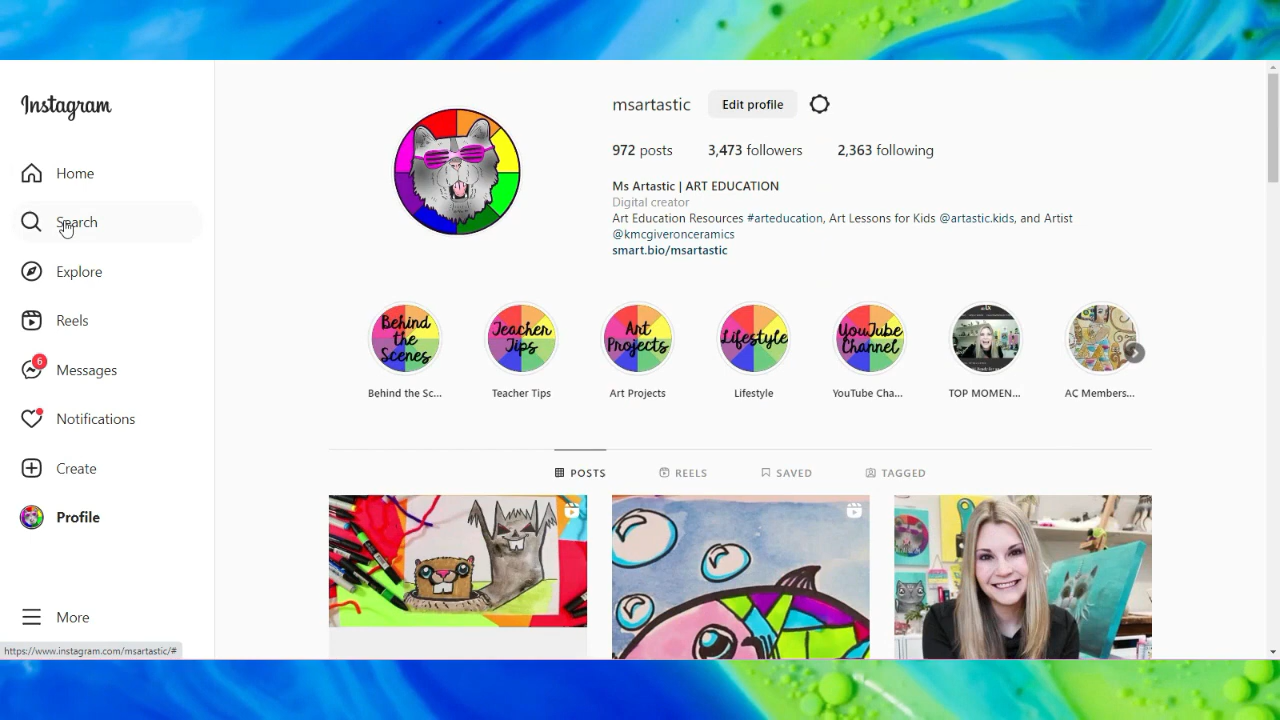 Instagram
Home
Search
Explore
Reels
6
Messages
Notifications
Create
Profile
More
https://www.instagram.com/msartastic/#
msartastic Edit profile
972 posts 3,473 followers 2,363 following
Ms Artastic | ART EDUCATION
Digital creator
Art Education Resources #arteducation, Art Lessons for Kids @artastic.kids, and Artist
@kmcgiveronceramics
smart.bio/msartastic
Behind
the
Scenes
Teacher
Tips
Art
Projects
Lifestyle
YouTube
Channel
Behind the Sc... Teacher Tips Art Projects Lifestyle YouTube Cha... TOP MOMEN... AC Members...
POSTS REELS SAVED TAGGED